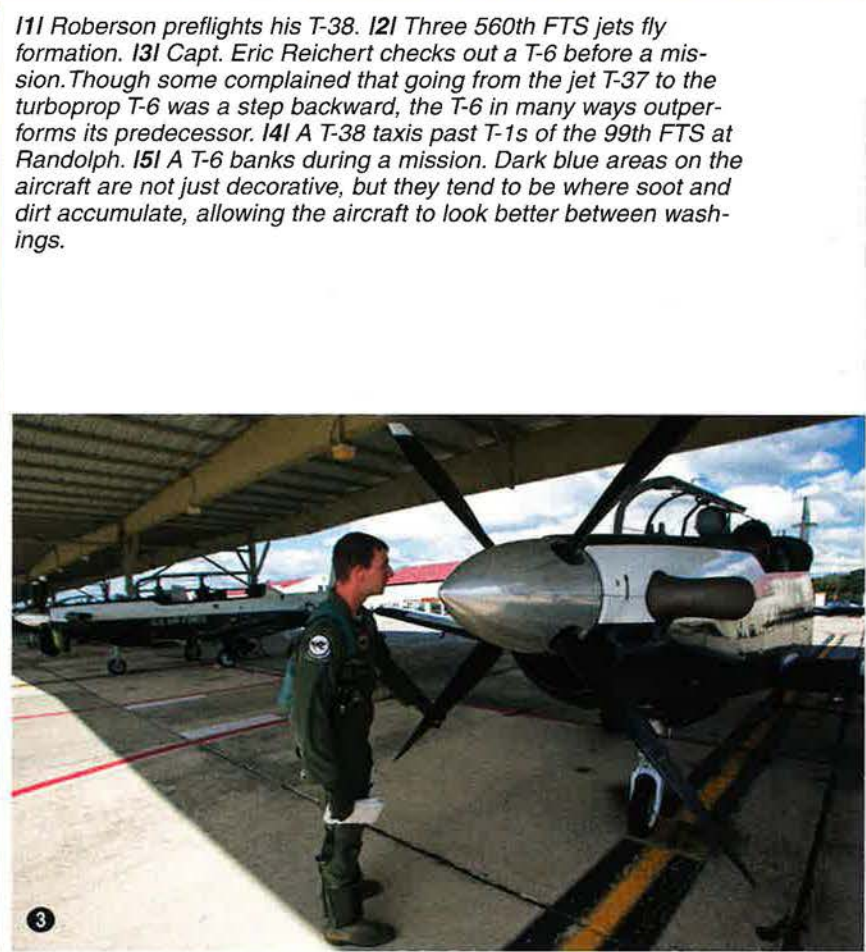 |1| Roberson preflights his T-38. |2| Three 560th FTS jets fly
formation. |3| Capt. Eric Reichert checks out a T-6 before a mis-
sion.Though some complained that going from the jet T-37 to the
turboprop T-6 was a step backward, the T-6 in many ways outper-
forms its predecessor. |4| A T-38 taxis past T-1s of the 99th FTS at
Randolph. |5| A T-6 banks during a mission. Dark blue areas on the
aircraft are not just decorative, but they tend to be where soot and
dirt accumulate, allowing the aircraft to look better between wash-
ings.
3